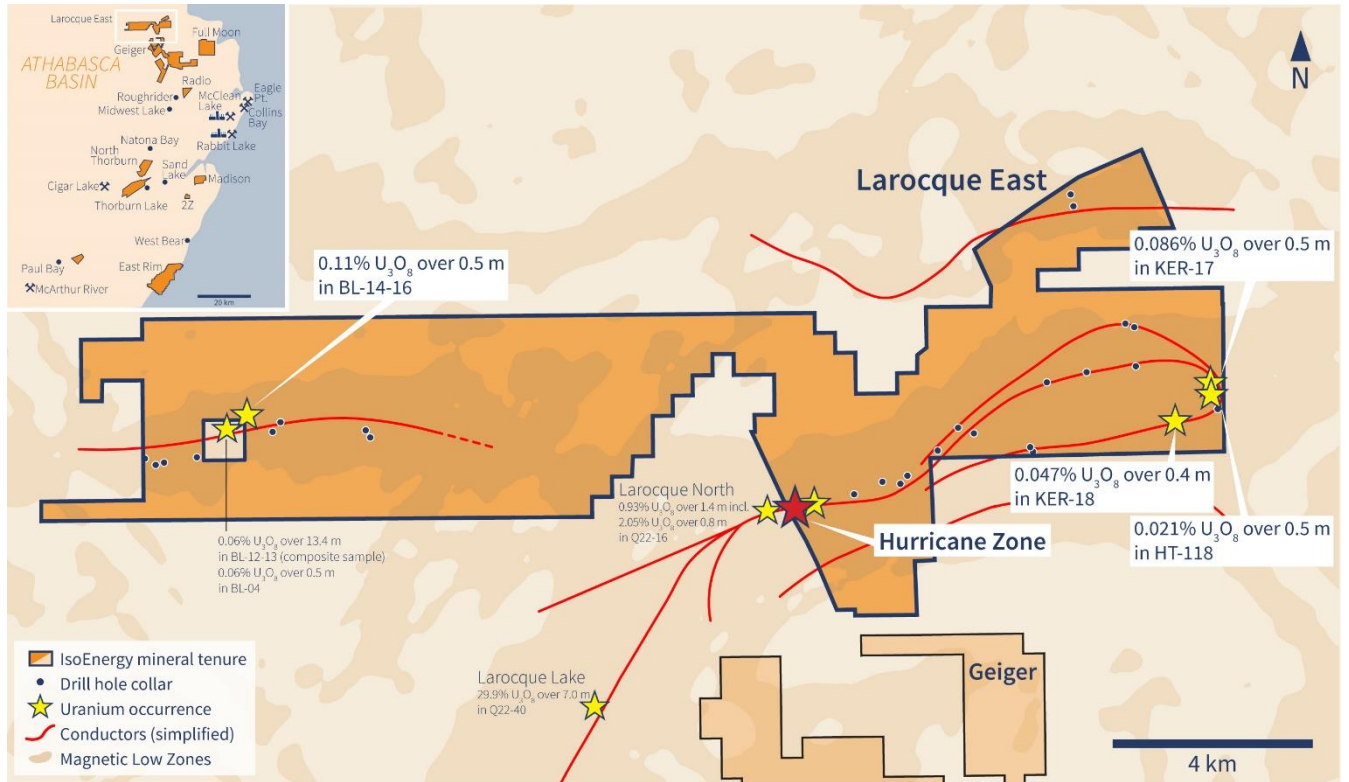 Larocque East
Geiger
Full Moon
ATHABASCA
BASIN
Radio
Roughrider
Midwest Lake
McClean
Lake
Eagle
Pt.
Collins
Bay
Rabbit Lake
Natona Bay
North
Thorburn
Sand
Lake
Cigar Lake
Madison
Thorburn Lake
2Z
West Bear
Paul Bay
East Rim
McArthur River
20 km
N
Larocque East
0.11% U₃O₈ over 0.5 m
in BL-14-16
0.086% U₃O₈ over 0.5 m
in KER-17
0.047% U₃O₈ over 0.4 m
in KER-18
0.021% U₃O₈ over 0.5 m
in HT-118
Larocque North
0.93% U₃O₈ over 1.4 m incl.
2.05% U₃O₈ over 0.8 m
in Q22-16
Hurricane Zone
0.06% U₃O₈ over 13.4 m
in BL-12-13 (composite sample)
0.06% U₃O₈ over 0.5 m
in BL-04
Larocque Lake
29.9% U₃O₈ over 7.0 m
in Q22-40
Geiger
IsoEnergy mineral tenure
Drill hole collar
Uranium occurrence
Conductors (simplified)
Magnetic Low Zones
4 km